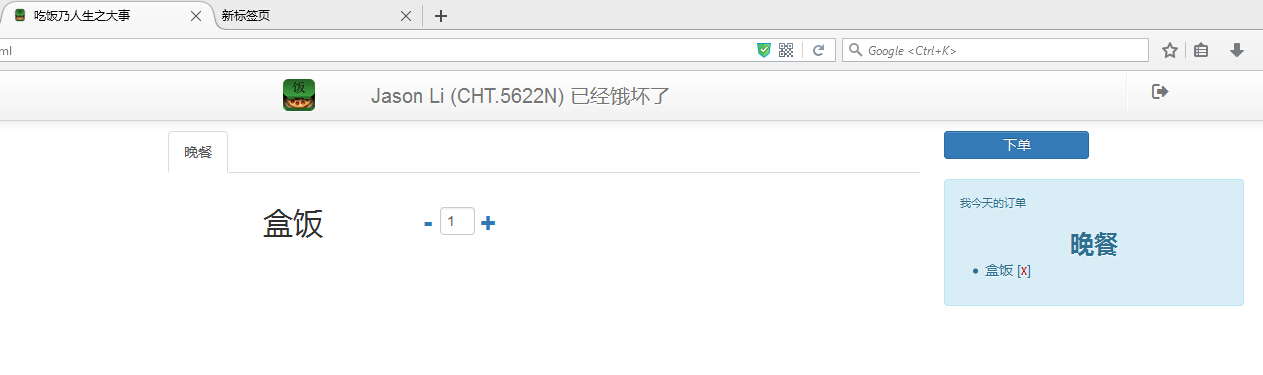 吃饭乃人生之大事
新标签页
ml
Google <Ctrl+K>
饭
Jason Li (CHT.5622N) 已经饿坏了
晚餐
下单
盒饭
- 1 +
我今天的订单
晚餐
盒饭 [x]